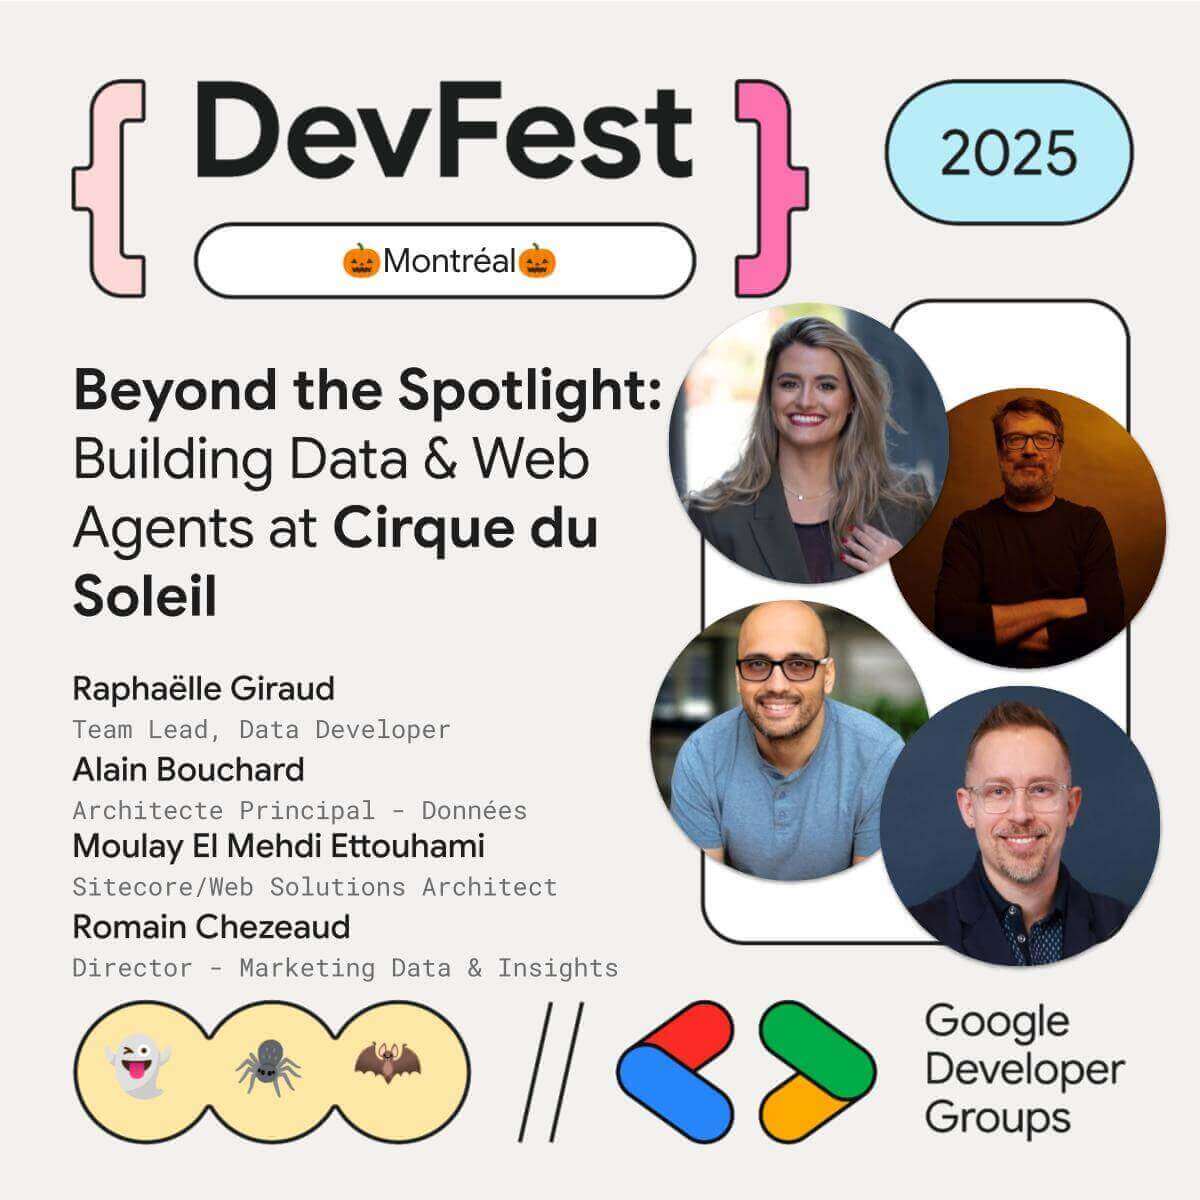 DevFest
2025
🎃Montréal🎃
Beyond the Spotlight:
Building Data & Web
Agents at Cirque du
Soleil
Raphaëlle Giraud
Team Lead, Data Developer
Alain Bouchard
Architecte Principal - Données
Moulay El Mehdi Ettouhami
Sitecore/Web Solutions Architect
Romain Chezeaud
Director - Marketing Data & Insights
Google
Developer
Groups